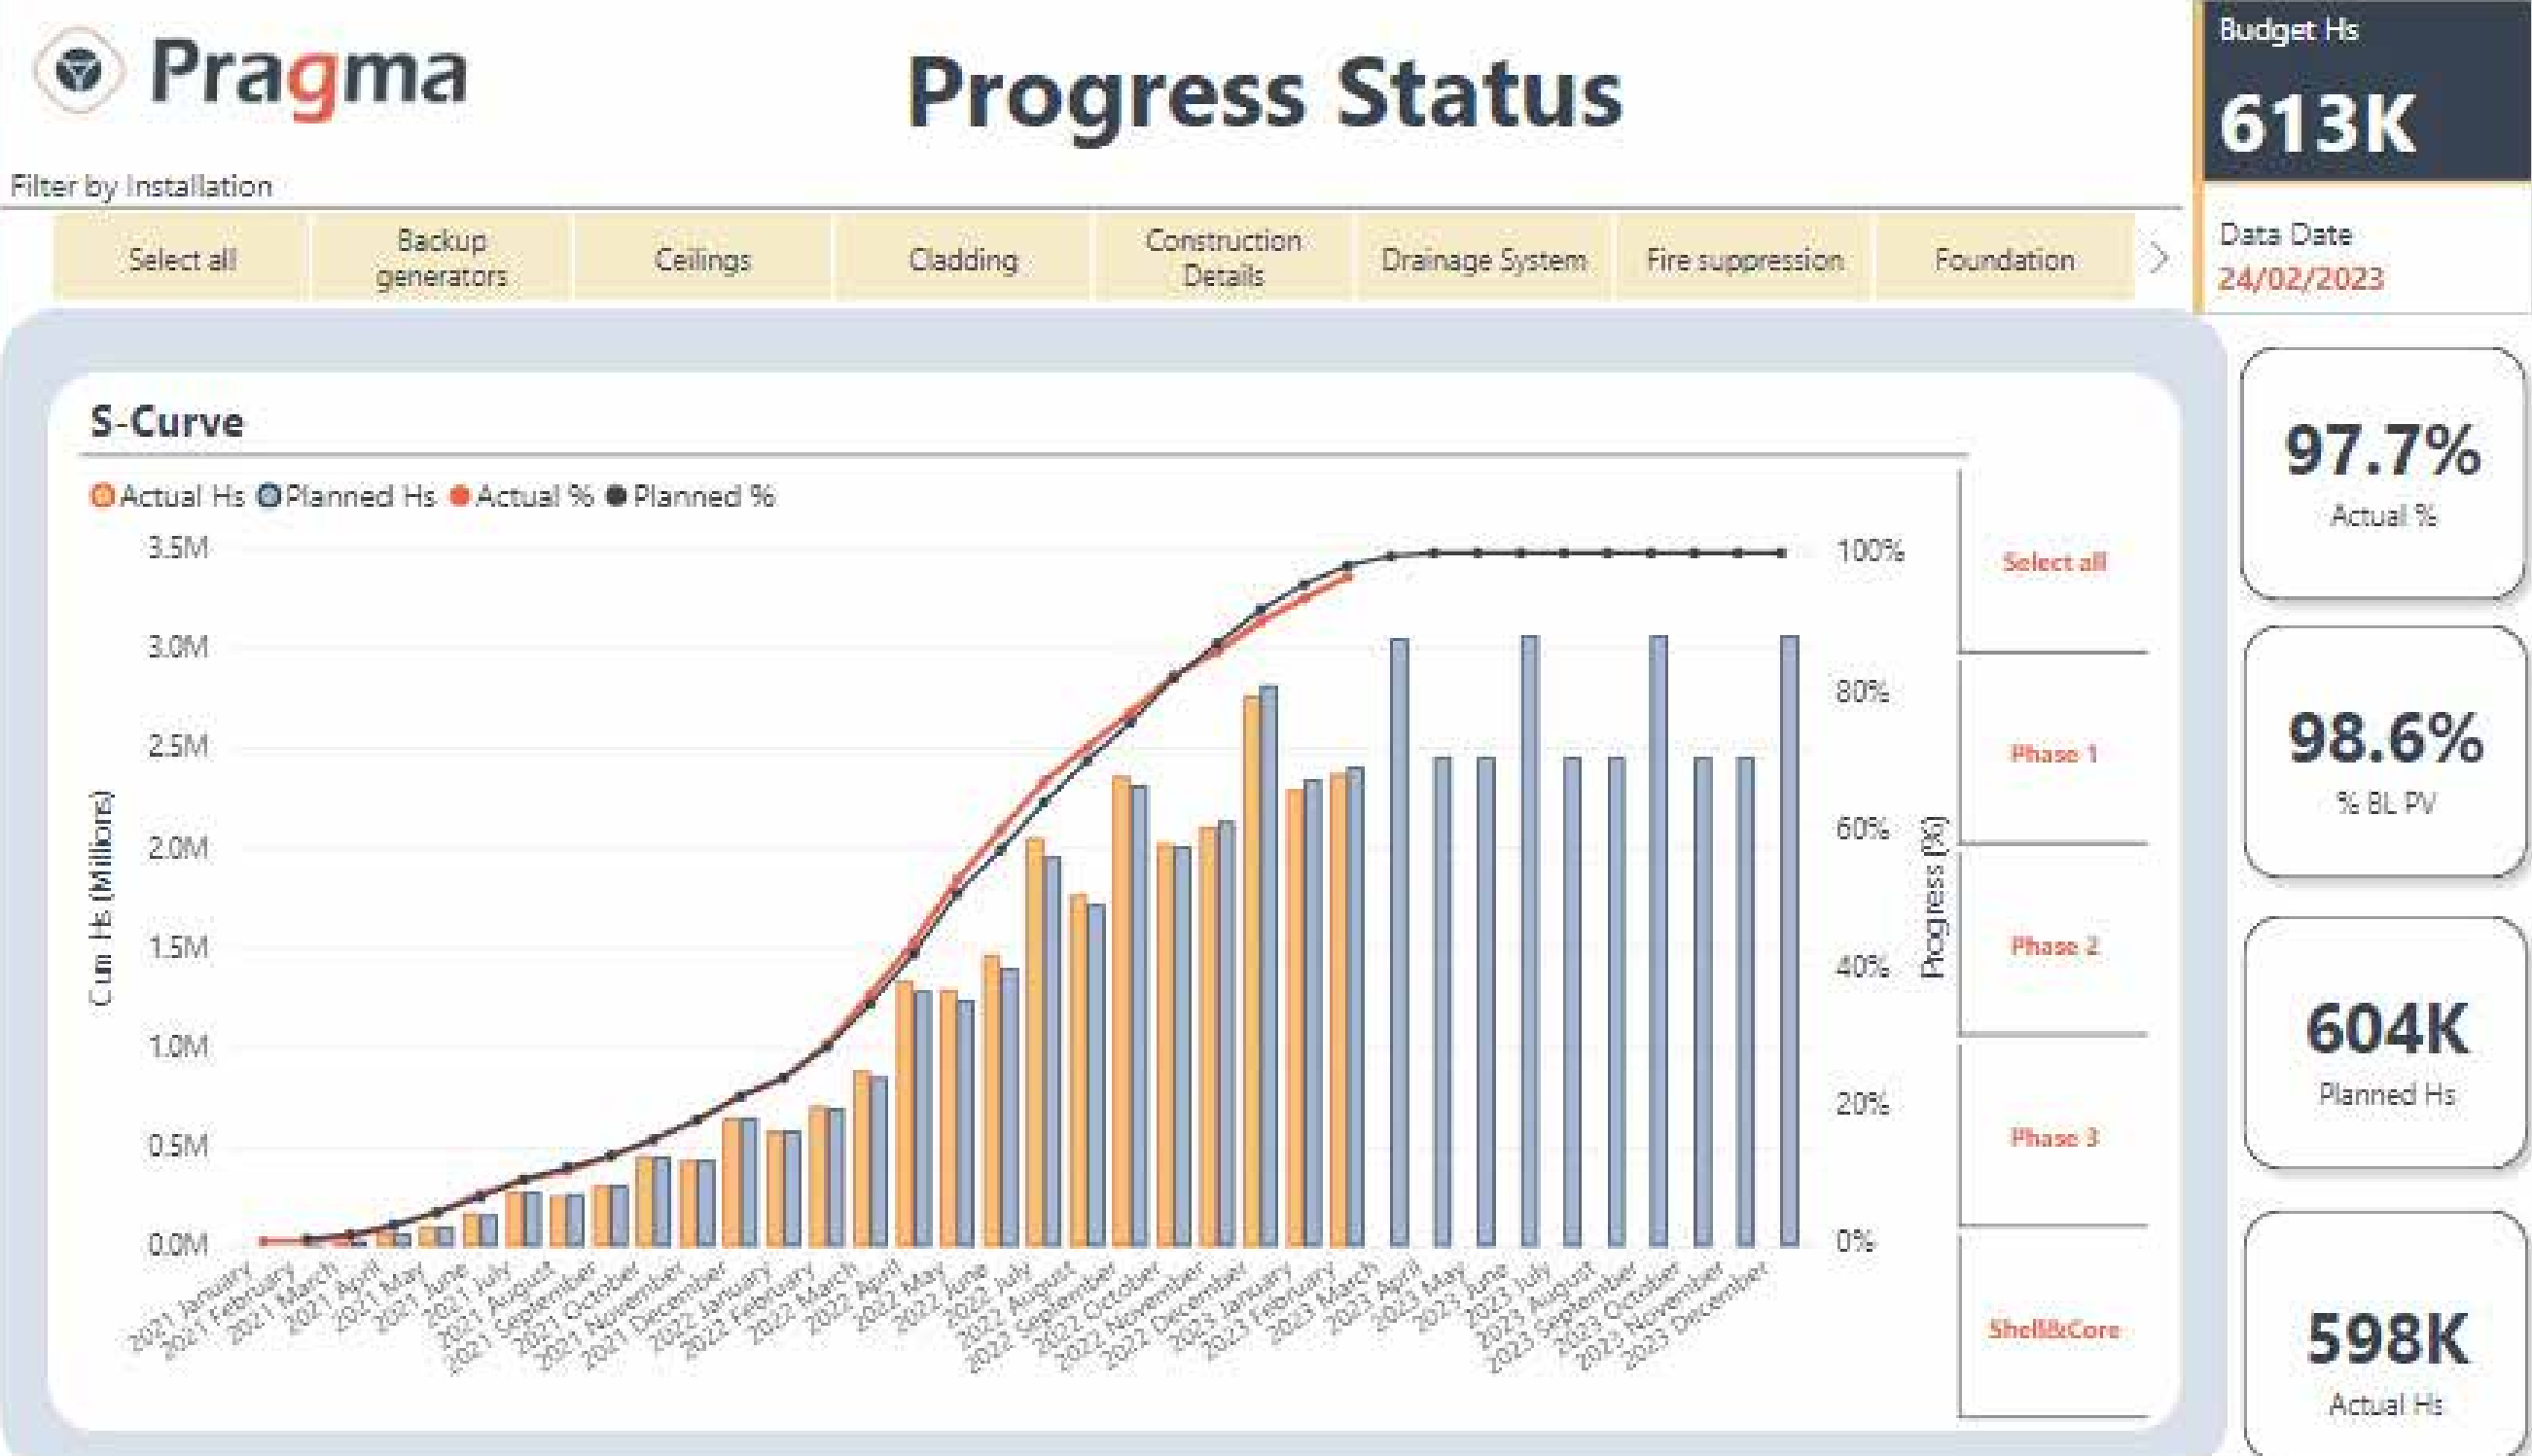 Pragma
Progress Status
Budget Hs
613K
Data Date
24/02/2023
Filter by Installation
Select all
Backup
generators
Ceilings
Cladding
Construction
Details
Drainage System
Fire suppression
Foundation
S-Curve
Actual Hs Planned Hs Actual % Planned %
3.5M
3.0M
2.5M
2.0M
1.5M
1.0M
0.5M
0.0M
Cum Hs (Millions)
100%
80%
60%
40%
20%
0%
Progress (%)
2021 January
2021 February
2021 March
2021 April
2021 May
2021 June
2021 July
2021 August
2021 September
2021 October
2021 November
2021 December
2022 January
2022 February
2022 March
2022 April
2022 May
2022 June
2022 July
2022 August
2022 September
2022 October
2022 November
2022 December
2023 January
2023 February
2023 March
2023 April
2023 May
2023 June
2023 July
2023 August
2023 September
2023 October
2023 November
2023 December
Select all
Phase 1
Phase 2
Phase 3
Shell&Core
97.7%
Actual %
98.6%
% BL PV
604K
Planned Hs
598K
Actual Hs